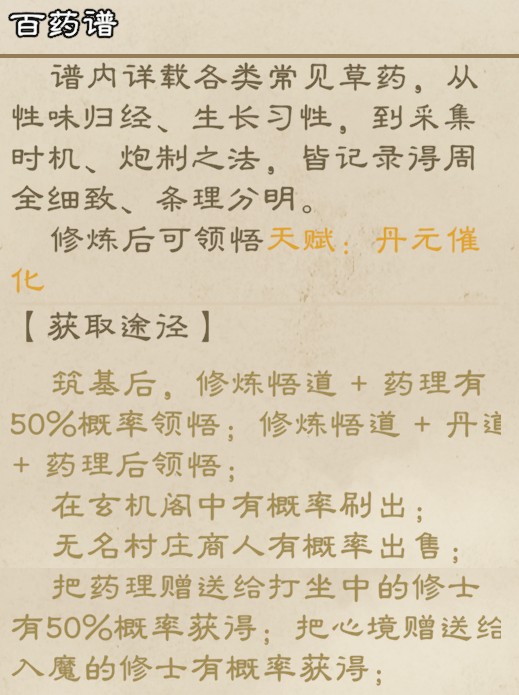 百药谱
谱内详载各类常见草药，从
性味归经、生长习性，到采集
时机、炮制之法，皆记录得周
全细致、条理分明。
修炼后可领悟天赋：丹元催
化
【获取途径】
筑基后，修炼悟道 + 药理有
50%概率领悟；修炼悟道 + 丹道
+ 药理后领悟；
在玄机阁中有概率刷出；
无名村庄商人有概率出售；
把药理赠送给打坐中的修士
有50%概率获得；把心境赠送给
入魔的修士有概率获得；